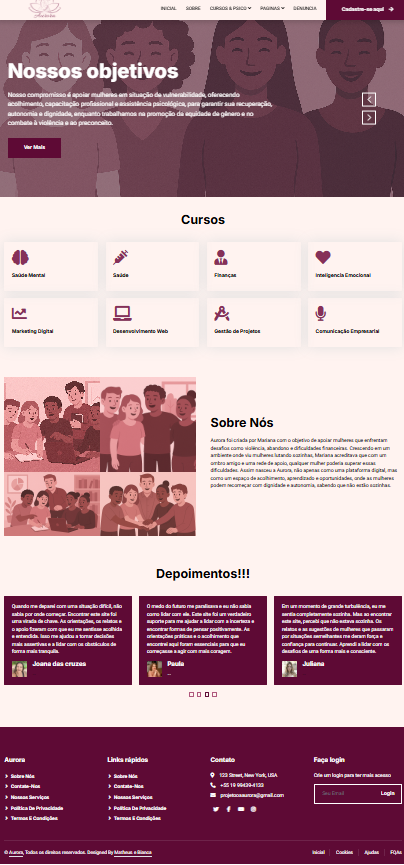 Aurora
INICIAL SOBRE CURSOS & PSICO PAGINAS DENUNCIA Cadastre-se aqui
Nossos objetivos
Nosso compromisso é apoiar mulheres em situação de vulnerabilidade, oferecendo
acolhimento, capacitação profissional e assistência psicológica, para garantir sua recuperação,
autonomia e dignidade, enquanto trabalhamos na promoção da equidade de gênero e no
combate à violência e ao preconceito.
Ver Mais
Cursos
Saúde Mental Saúde Finanças Inteligencia Emocional
Marketing Digital Desenvolvimento Web Gestão de Projetos Comunicação Empresarial
Sobre Nós
Aurora foi criada por Mariana com o objetivo de apoiar mulheres que enfrentam
desafios como violência, abandono e dificuldades financeiras. Crescendo em um
ambiente onde viu mulheres lutando sozinhas, Mariana acreditava que com um
ombro amigo e uma rede de apoio, qualquer mulher poderia superar essas
dificuldades. Assim nasceu a Aurora, não apenas como uma plataforma digital, mas
como um espaço de acolhimento, aprendizado e oportunidades, onde as mulheres
podem recomeçar com dignidade e autonomia, sabendo que não estão sozinhas.
Depoimentos!!!
Quando me deparei com uma situação difícil, não
sabia por onde começar. Encontrar este site foi
uma virada de chave. As orientações, os relatos e
o apoio fizeram com que eu me sentisse acolhida
e entendida. Isso me ajudou a tomar decisões
mais assertivas e a lidar com os obstáculos de
forma mais tranquila.
Joana das cruzes
O medo do futuro me paralisava e eu não sabia
como lidar com ele. Este site foi um verdadeiro
suporte para me ajudar a lidar com a incerteza e
encontrar formas de pensar positivamente. As
orientações práticas e o acolhimento que
encontrei aqui foram essenciais para que eu
começasse a agir com mais coragem.
Paula
Em um momento de grande turbulência, eu me
sentia completamente sozinha. Mas ao encontrar
este site, percebi que não estava sozinha. Os
relatos e as sugestões de mulheres que passaram
por situações semelhantes me deram força e
confiança para continuar. Aprendi a lidar com os
desafios de uma forma mais leve e consciente.
Juliana
Aurora
Sobre Nós
Contate-Nos
Nossos Serviços
Política De Privacidade
Termos E Condições
Links rápidos
Sobre Nós
Contate-Nos
Nossos Serviços
Política De Privacidade
Termos E Condições
Contato
123 Street, New York, USA
+55 19 99439-4133
projetoaaurora@gmail.com
Faça login
Crie um login para ter mais acesso
Seu Email Login
© Aurora, Todos os direitos reservados. Designed By Matheus e Bianca
Inicial Cookies Ajudas FQAs